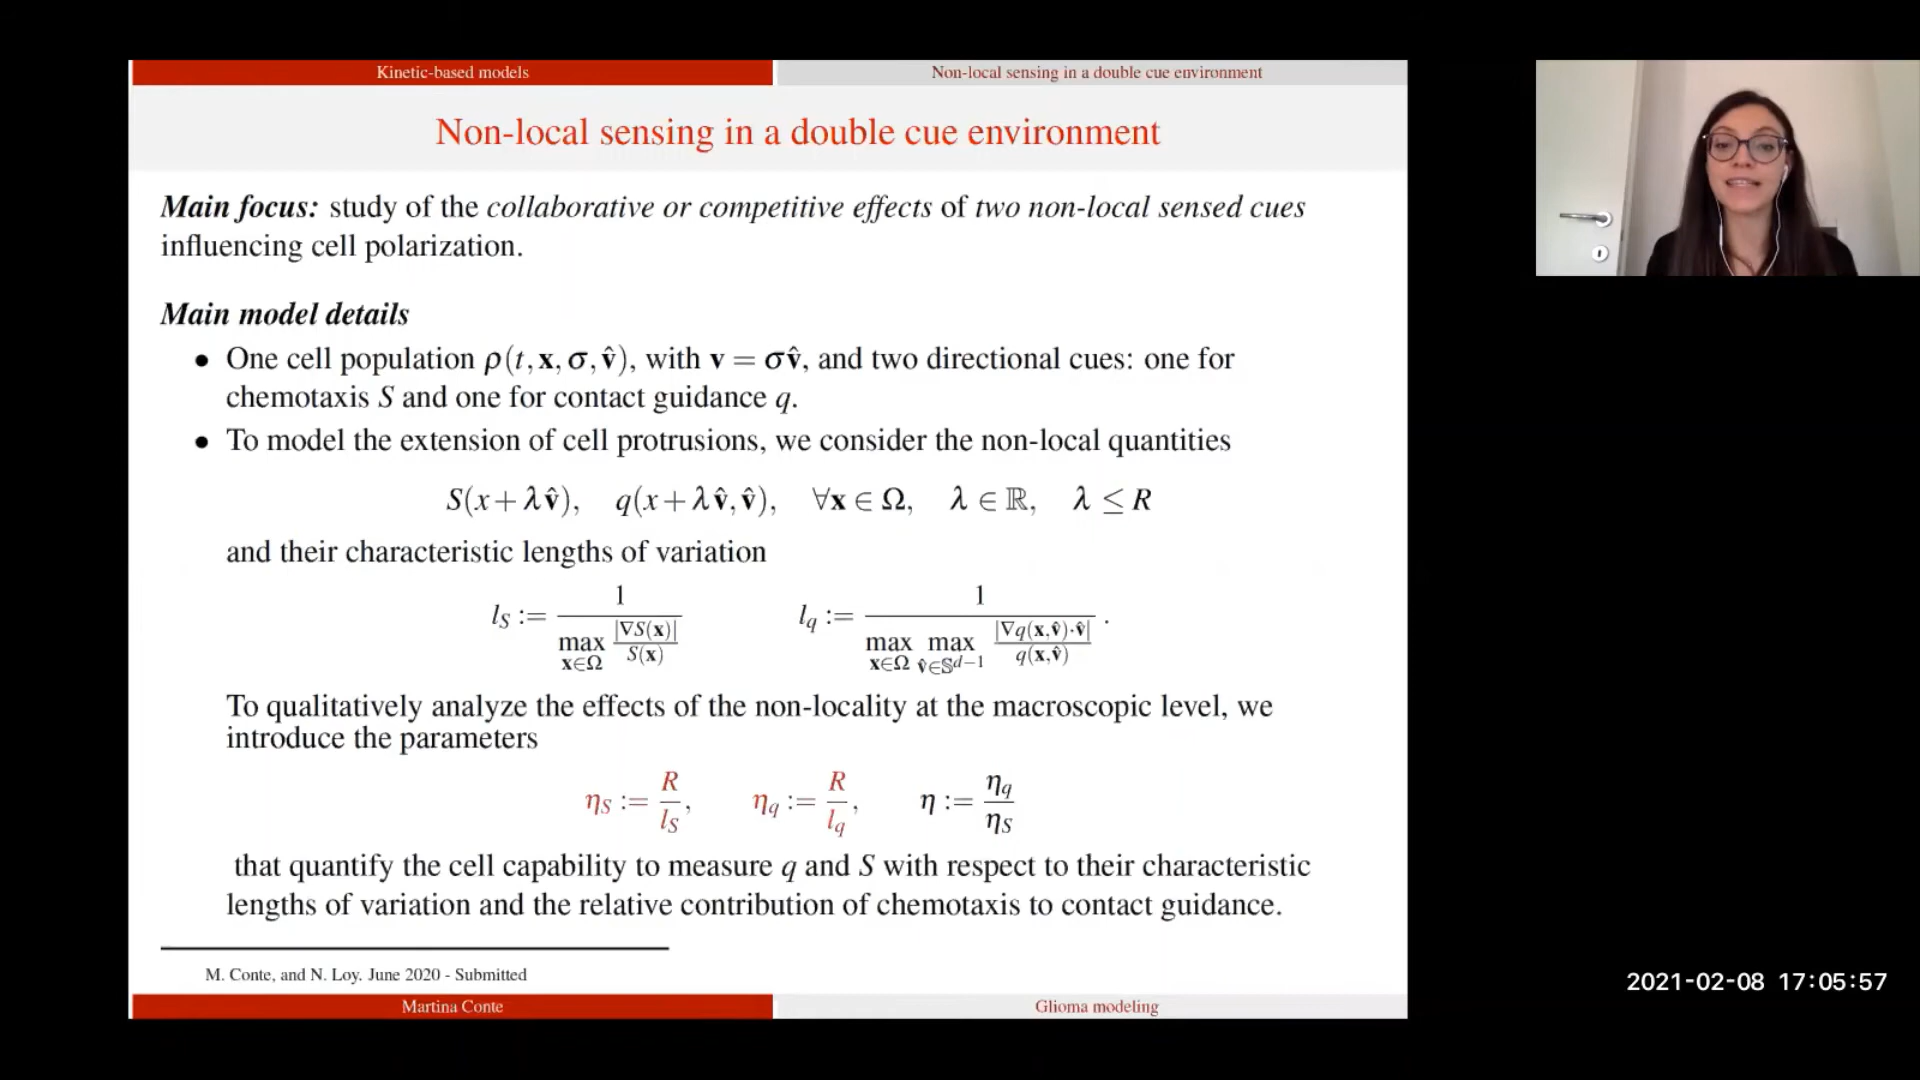 Kinetic-based models
Non-local sensing in a double cue environment
Non-local sensing in a double cue environment
Main focus: study of the collaborative or competitive effects of two non-local sensed cues
influencing cell polarization.
Main model details
• One cell population ρ(t, x, σ, v̂), with v = σv̂, and two directional cues: one for
chemotaxis S and one for contact guidance q.
• To model the extension of cell protrusions, we consider the non-local quantities
S(x + λv̂), q(x + λv̂, v̂), ∀x ∈ Ω, λ ∈ ℝ, λ ≤ R
and their characteristic lengths of variation
l_S := 1 / (max_{x∈Ω} |∇S(x)| / S(x)) l_q := 1 / (max_{x∈Ω} max_{v̂∈𝕊^{d−1}} |∇q(x,v̂)·v̂| / q(x,v̂)) .
To qualitatively analyze the effects of the non-locality at the macroscopic level, we
introduce the parameters
η_S := R / l_S, η_q := R / l_q, η := η_q / η_S
that quantify the cell capability to measure q and S with respect to their characteristic
lengths of variation and the relative contribution of chemotaxis to contact guidance.
M. Conte, and N. Loy. June 2020 - Submitted
Martina Conte
Glioma modeling
2021-02-08 17:05:57